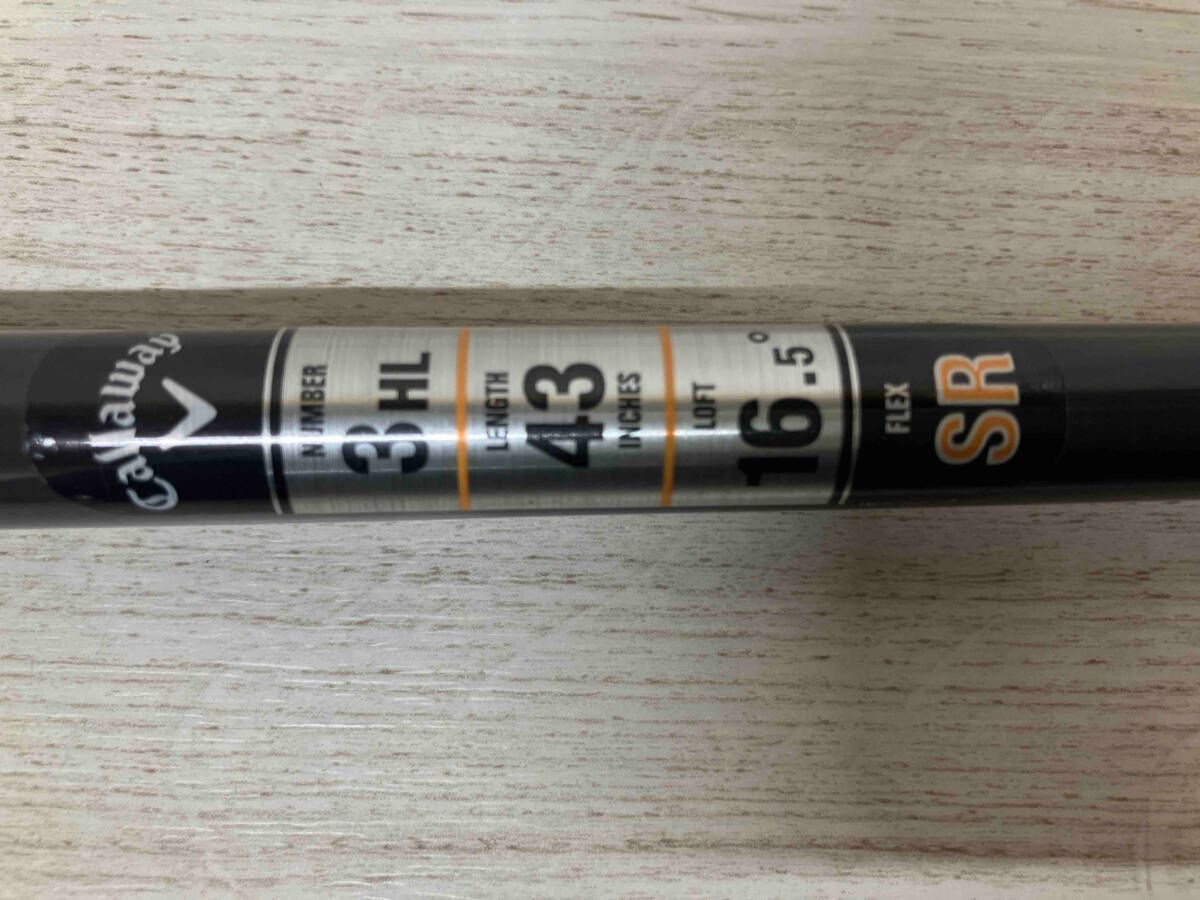 Callaway
NUMBER
3 HL
LENGTH
43
INCHES
LOFT
16.5°
FLEX
SR